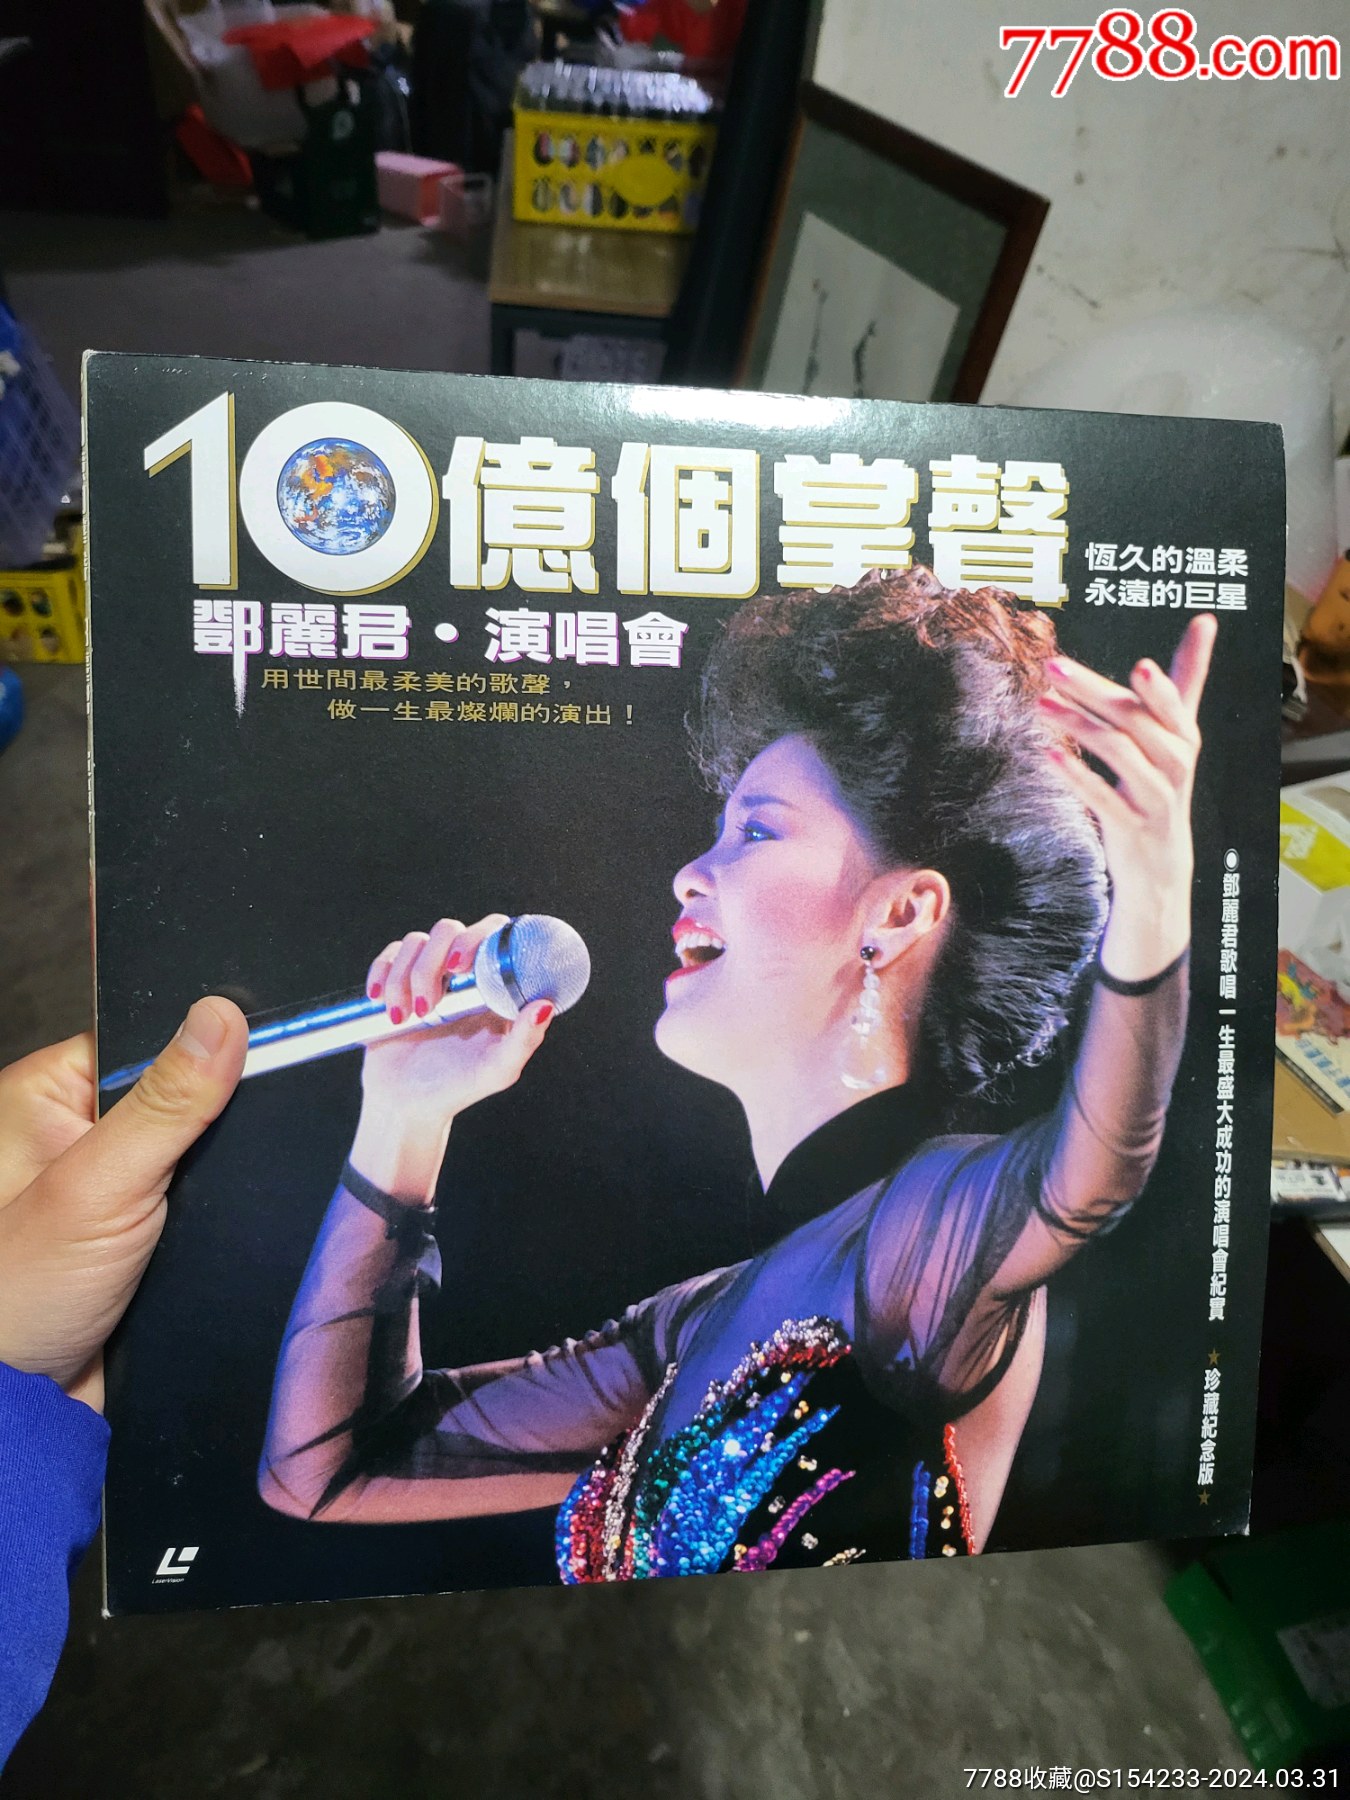 7788.com
10億個掌聲
恆久的溫柔
永遠的巨星
鄧麗君・演唱會
用世間最柔美的歌聲，
做一生最燦爛的演出！
◉鄧麗君歌唱一生最盛大成功的演唱會紀實
★珍藏紀念版★
LaserVision
7788收藏@S154233-2024.03.31